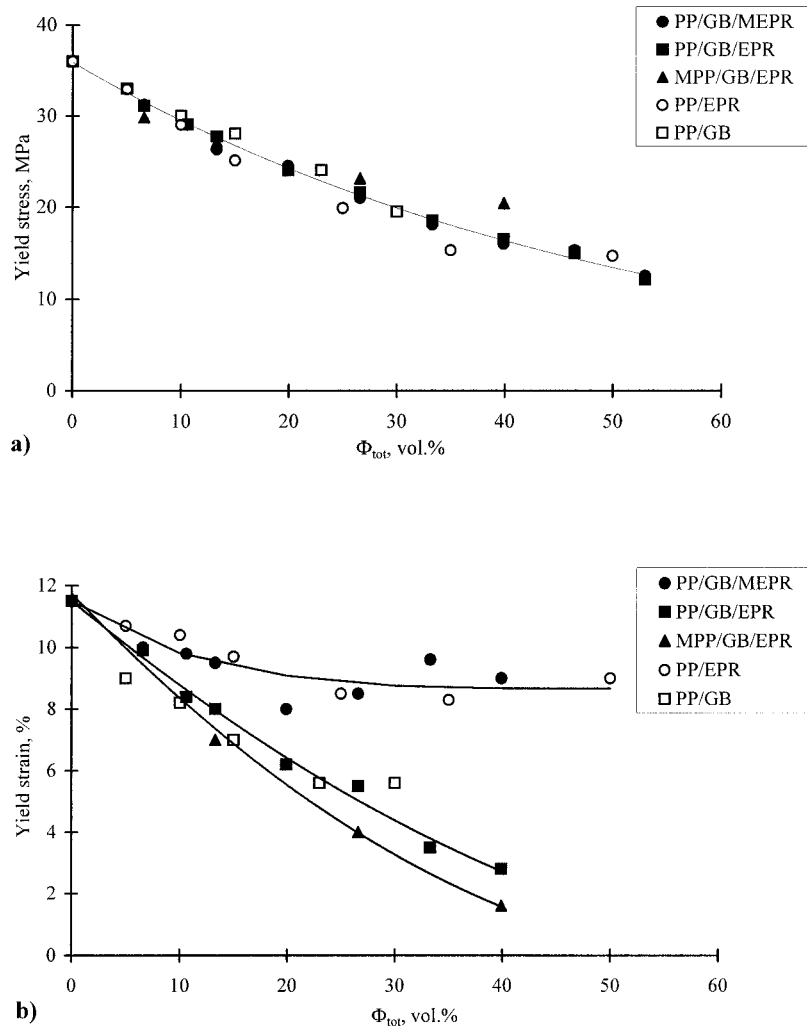 40
30
20
10
0
0
10
20
30
40
50
60
Yield stress, MPa
Φtot, vol.%
PP/GB/MEPR
PP/GB/EPR
MPP/GB/EPR
PP/EPR
PP/GB
a)
12
10
8
6
4
2
0
0
10
20
30
40
50
60
Yield strain, %
Φtot, vol.%
PP/GB/MEPR
PP/GB/EPR
MPP/GB/EPR
PP/EPR
PP/GB
b)